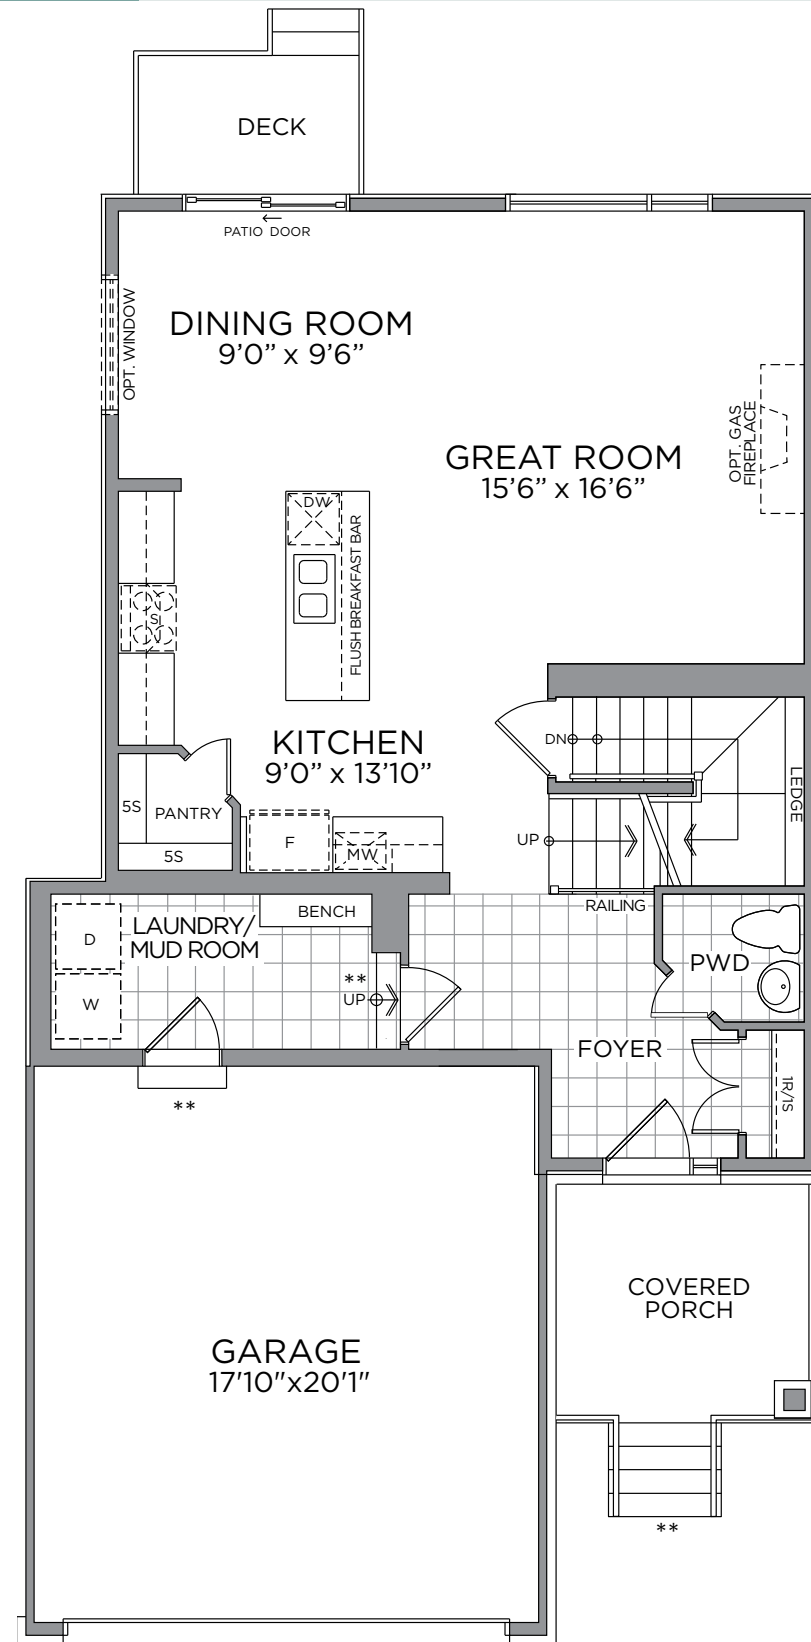 DECK
PATIO DOOR
OPT. WINDOW
DINING ROOM
9’0” x 9’6”
GREAT ROOM
15’6” x 16’6”
OPT. GAS
FIREPLACE
DW
FLUSH BREAKFAST BAR
KITCHEN
9’0” x 13’10”
DN
LEDGE
5S
PANTRY
5S
F
MW
UP
RAILING
BENCH
D
LAUNDRY/
MUD ROOM
W
**
UP
PWD
FOYER
1R/1S
**
COVERED
PORCH
GARAGE
17'10"x20'1"
**